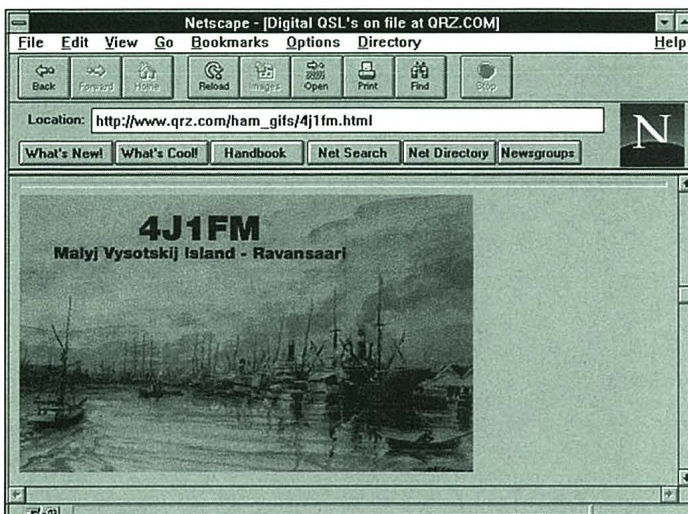 Netscape - [Digital QSL's on file at QRZ.COM]
File Edit View Go Bookmarks Options Directory Help
Back Forward Home Reload Images Open Print Find Stop
Location: http://www.qrz.com/ham_gifs/4j1fm.html
N
What's New! What's Cool! Handbook Net Search Net Directory Newsgroups
4J1FM
Malyj Vysotskij Island - Ravansaari